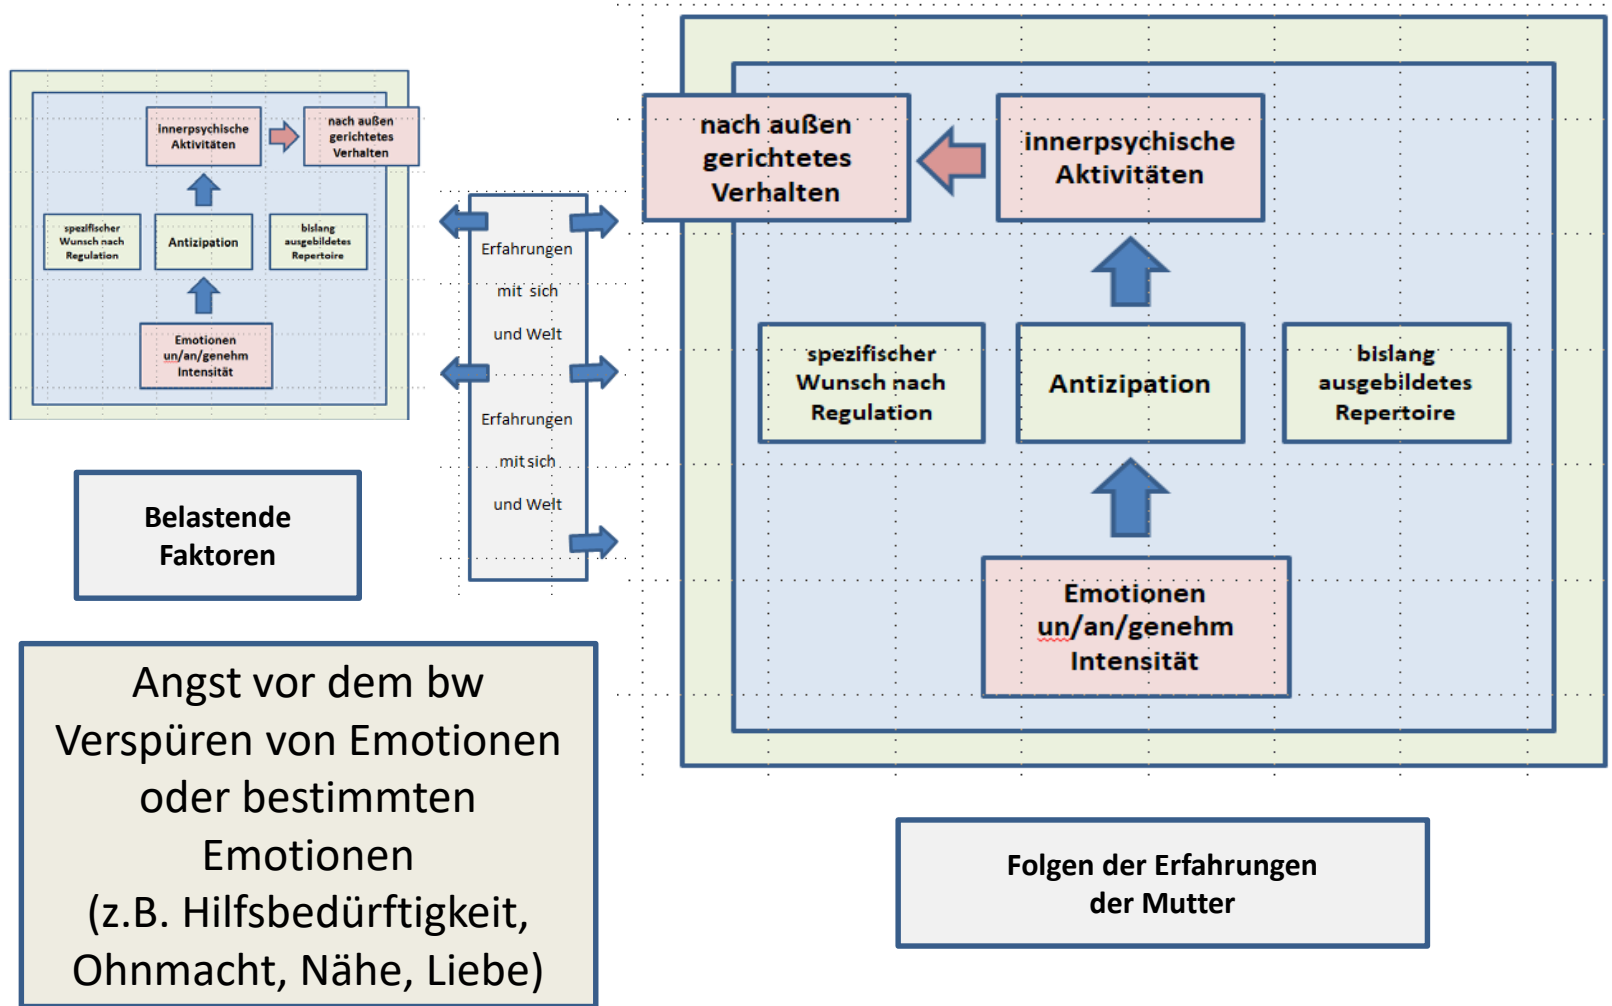 innerpsychische
Aktivitäten
nach außen
gerichtetes
Verhalten
spezifischer
Wunsch nach
Regulation
Antizipation
bislang
ausgebildetes
Repertoire
Emotionen
un/an/genehm
Intensität
Belastende
Faktoren
Angst vor dem bw
Verspüren von Emotionen
oder bestimmten
Emotionen
(z.B. Hilfsbedürftigkeit,
Ohnmacht, Nähe, Liebe)
Erfahrungen
mit sich
und Welt
Erfahrungen
mit sich
und Welt
nach außen
gerichtetes
Verhalten
innerpsychische
Aktivitäten
spezifischer
Wunsch nach
Regulation
Antizipation
bislang
ausgebildetes
Repertoire
Emotionen
un/an/genehm
Intensität
Folgen der Erfahrungen
der Mutter